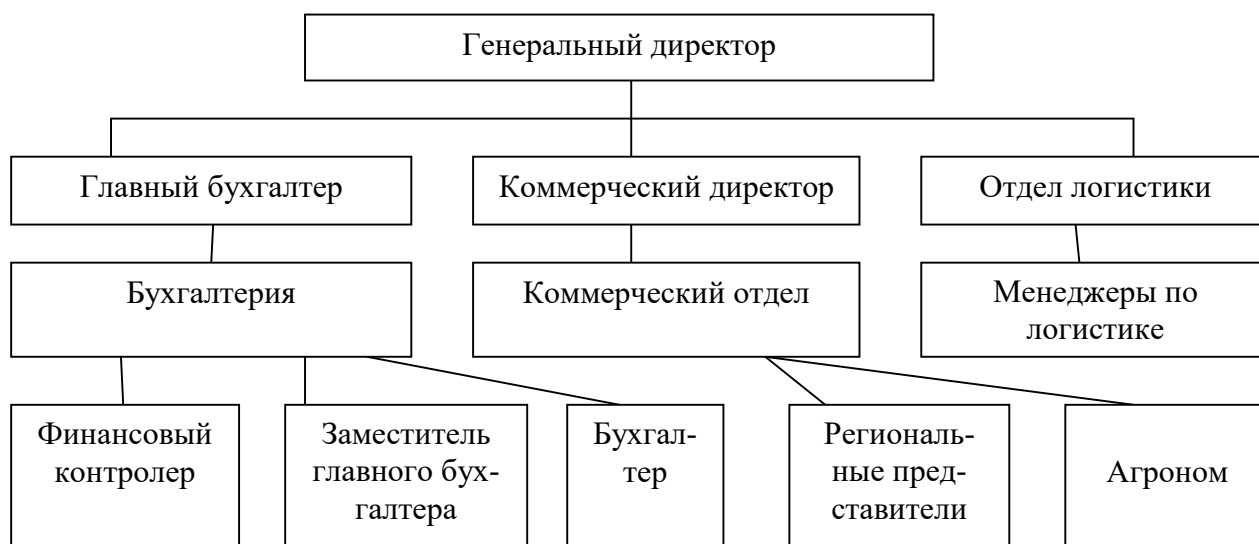 Генеральный директор
Главный бухгалтер
Коммерческий директор
Отдел логистики
Бухгалтерия
Коммерческий отдел
Менеджеры по
логистике
Финансовый
контролер
Заместитель
главного бух-
галтера
Бухгал-
тер
Региональ-
ные пред-
ставители
Агроном